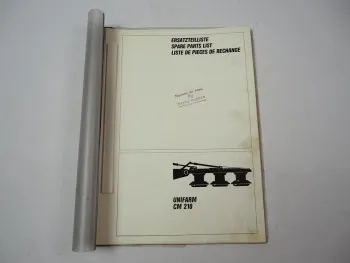 ERSATZTEILLISTE
SPARE PARTS LIST
LISTE DE PIECES DE RECHANGE
UNIFARM
CM 210